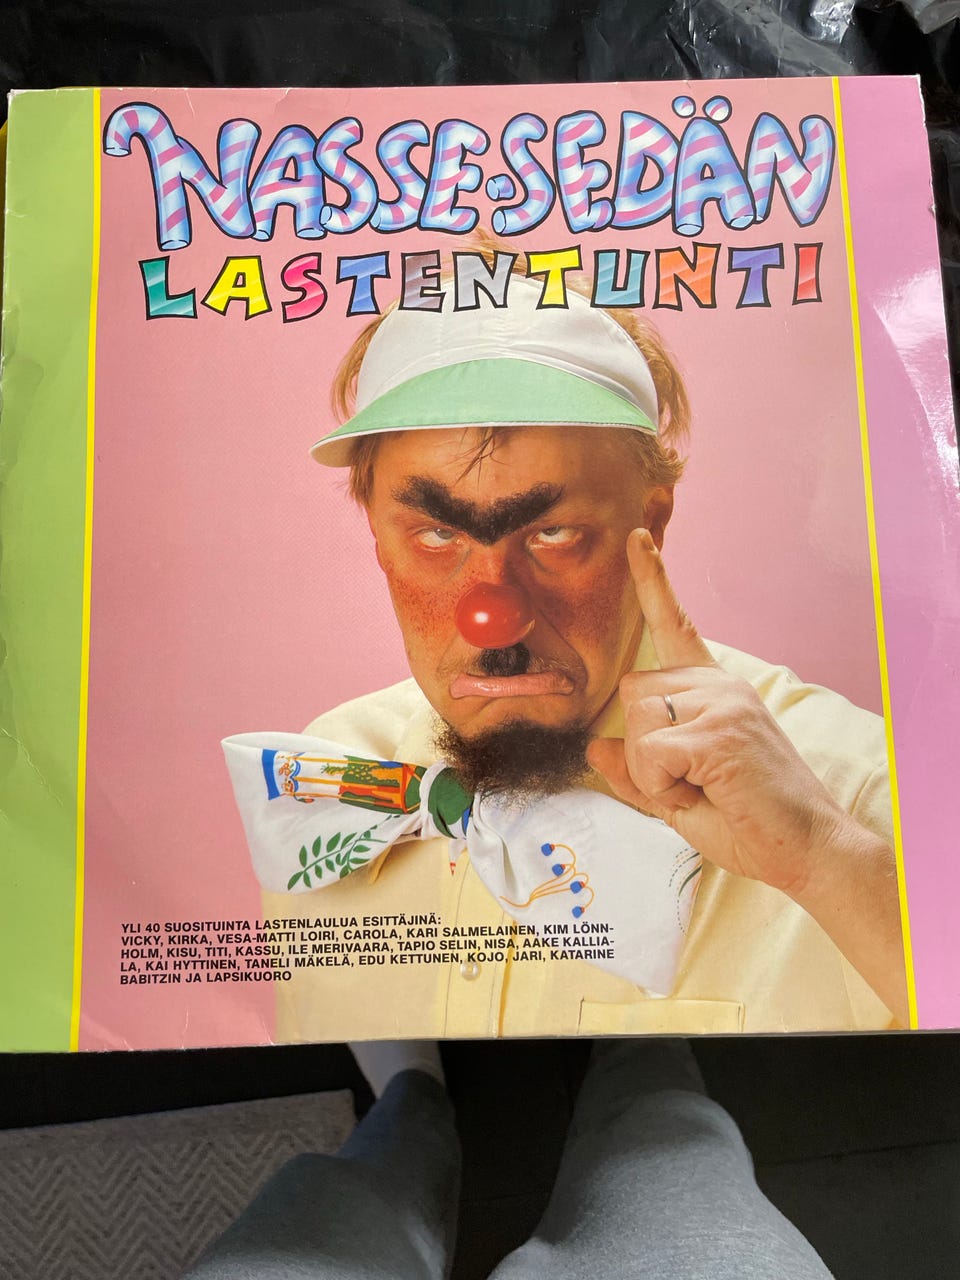 NASSE-SEDÄN
LASTENTUNTI
YLI 40 SUOSITUINTA LASTENLAULUA ESITTÄJINÄ:
VICKY, KIRKA, VESA-MATTI LOIRI, CAROLA, KARI SALMELAINEN, KIM LÖNN-
HOLM, KISU, TITI, KASSU, ILE MERIVAARA, TAPIO SELIN, NISA, AAKE KALLIA-
LA, KAI HYTTINEN, TANELI MÄKELÄ, EDU KETTUNEN, KOJO, JARI, KATARINE
BABITZIN JA LAPSIKUORO